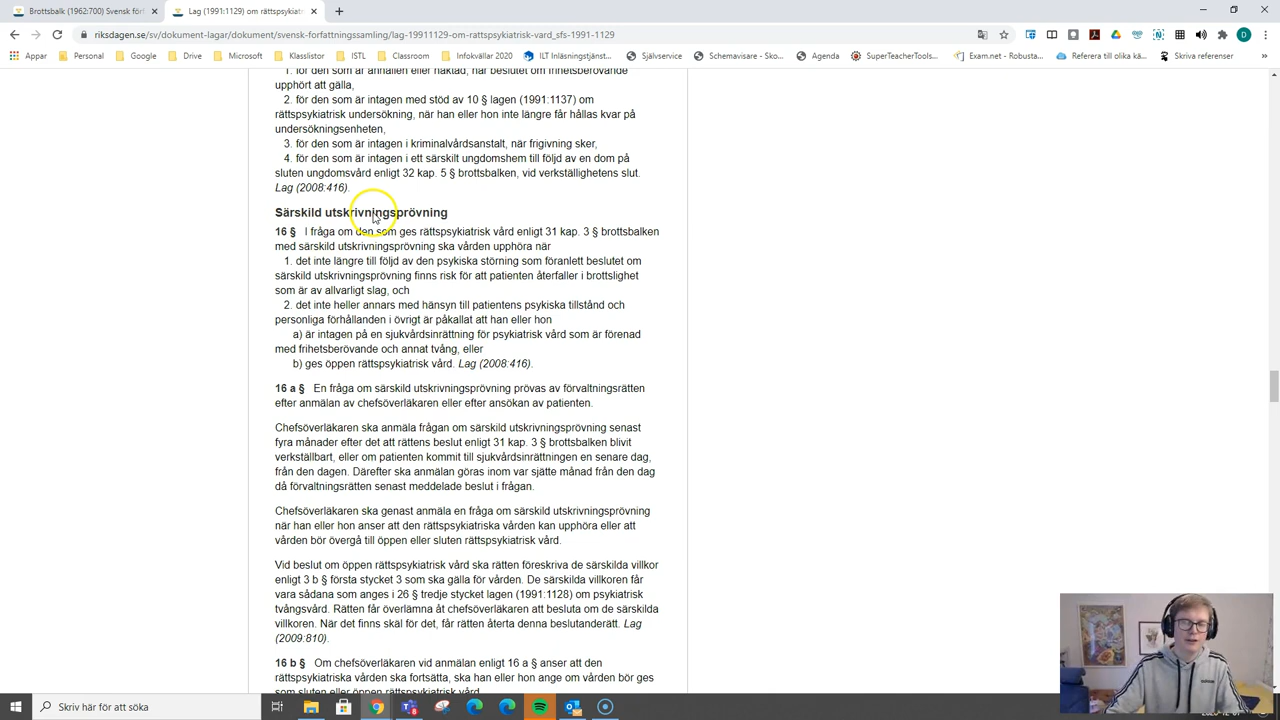 Brottsbalk (1962:700) Svensk förf
Lag (1991:1129) om rättspsykiatr
riksdagen.se/sv/dokument-lagar/dokument/svensk-forfattningssamling/lag-19911129-om-rattspsykiatrisk-vard_sfs-1991-1129
Appar
Personal
Google
Drive
Microsoft
Klasslistor
ISTL
Classroom
Infokvällar 2020
ILT Inläsningstjänst...
Självservice
Schemavisare - Sko...
Agenda
SuperTeacherTools...
Exam.net - Robusta...
Referera till olika kä...
Skriva referenser
1. för den som är anhållen eller häktad, när beslutet om frihetsberövande
upphört att gälla,
2. för den som är intagen med stöd av 10 § lagen (1991:1137) om
rättspsykiatrisk undersökning, när han eller hon inte längre får hållas kvar på
undersökningsenheten,
3. för den som är intagen i kriminalvårdsanstalt, när frigivning sker,
4. för den som är intagen i ett särskilt ungdomshem till följd av en dom på
sluten ungdomsvård enligt 32 kap. 5 § brottsbalken, vid verkställighetens slut.
Lag (2008:416).
Särskild utskrivningsprövning
16 § I fråga om den som ges rättspsykiatrisk vård enligt 31 kap. 3 § brottsbalken
med särskild utskrivningsprövning ska vården upphöra när
1. det inte längre till följd av den psykiska störning som föranlett beslutet om
särskild utskrivningsprövning finns risk för att patienten återfaller i brottslighet
som är av allvarligt slag, och
2. det inte heller annars med hänsyn till patientens psykiska tillstånd och
personliga förhållanden i övrigt är påkallat att han eller hon
a) är intagen på en sjukvårdsinrättning för psykiatrisk vård som är förenad
med frihetsberövande och annat tvång, eller
b) ges öppen rättspsykiatrisk vård. Lag (2008:416).
16 a § En fråga om särskild utskrivningsprövning prövas av förvaltningsrätten
efter anmälan av chefsöverläkaren eller efter ansökan av patienten.
Chefsöverläkaren ska anmäla frågan om särskild utskrivningsprövning senast
fyra månader efter det att rättens beslut enligt 31 kap. 3 § brottsbalken blivit
verkställbart, eller om patienten kommit till sjukvårdsinrättningen en senare dag,
från den dagen. Därefter ska anmälan göras inom var sjätte månad från den dag
då förvaltningsrätten senast meddelade beslut i frågan.
Chefsöverläkaren ska genast anmäla en fråga om särskild utskrivningsprövning
när han eller hon anser att den rättspsykiatriska vården kan upphöra eller att
vården bör övergå till öppen eller sluten rättspsykiatrisk vård.
Vid beslut om öppen rättspsykiatrisk vård ska rätten föreskriva de särskilda villkor
enligt 3 b § första stycket 3 som ska gälla för vården. De särskilda villkoren får
vara sådana som anges i 26 § tredje stycket lagen (1991:1128) om psykiatrisk
tvångsvård. Rätten får överlämna åt chefsöverläkaren att besluta om de särskilda
villkoren. När det finns skäl för det, får rätten återta denna beslutanderätt. Lag
(2009:810).
16 b § Om chefsöverläkaren vid anmälan enligt 16 a § anser att den
rättspsykiatriska vården ska fortsätta, ska han eller hon ange om vården bör ges
som sluten eller öppen rättspsykiatrisk vård.
Skriv här för att söka